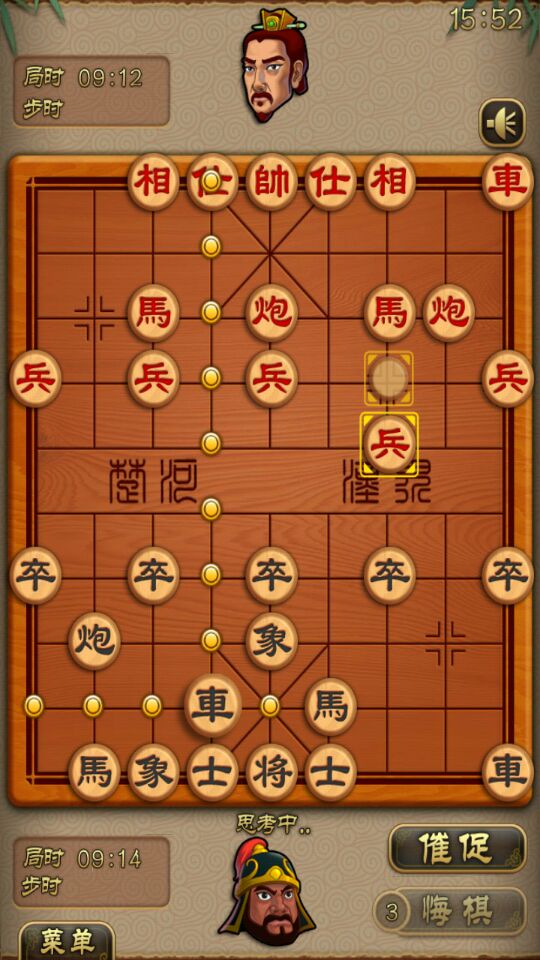 15:52
局时 09:12
步时
相 仕 帥 仕 相 車
馬 炮 馬 炮
兵 兵 兵 兵
兵
楚河
卒 卒 卒 卒 卒
炮 象
車 馬
馬 象 士 将 士 車
思考中..
局时 09:14
步时
催促
3 悔棋
菜单